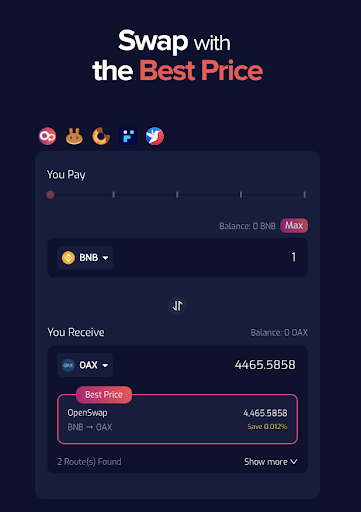 Swap with
the Best Price
You Pay
Balance: 0 BNB Max
BNB 1
You Receive Balance: 0 OAX
OAX 4465.5858
Best Price
OpenSwap 4,465.5858
BNB → OAX Save 0.012%
2 Route(s) Found Show more